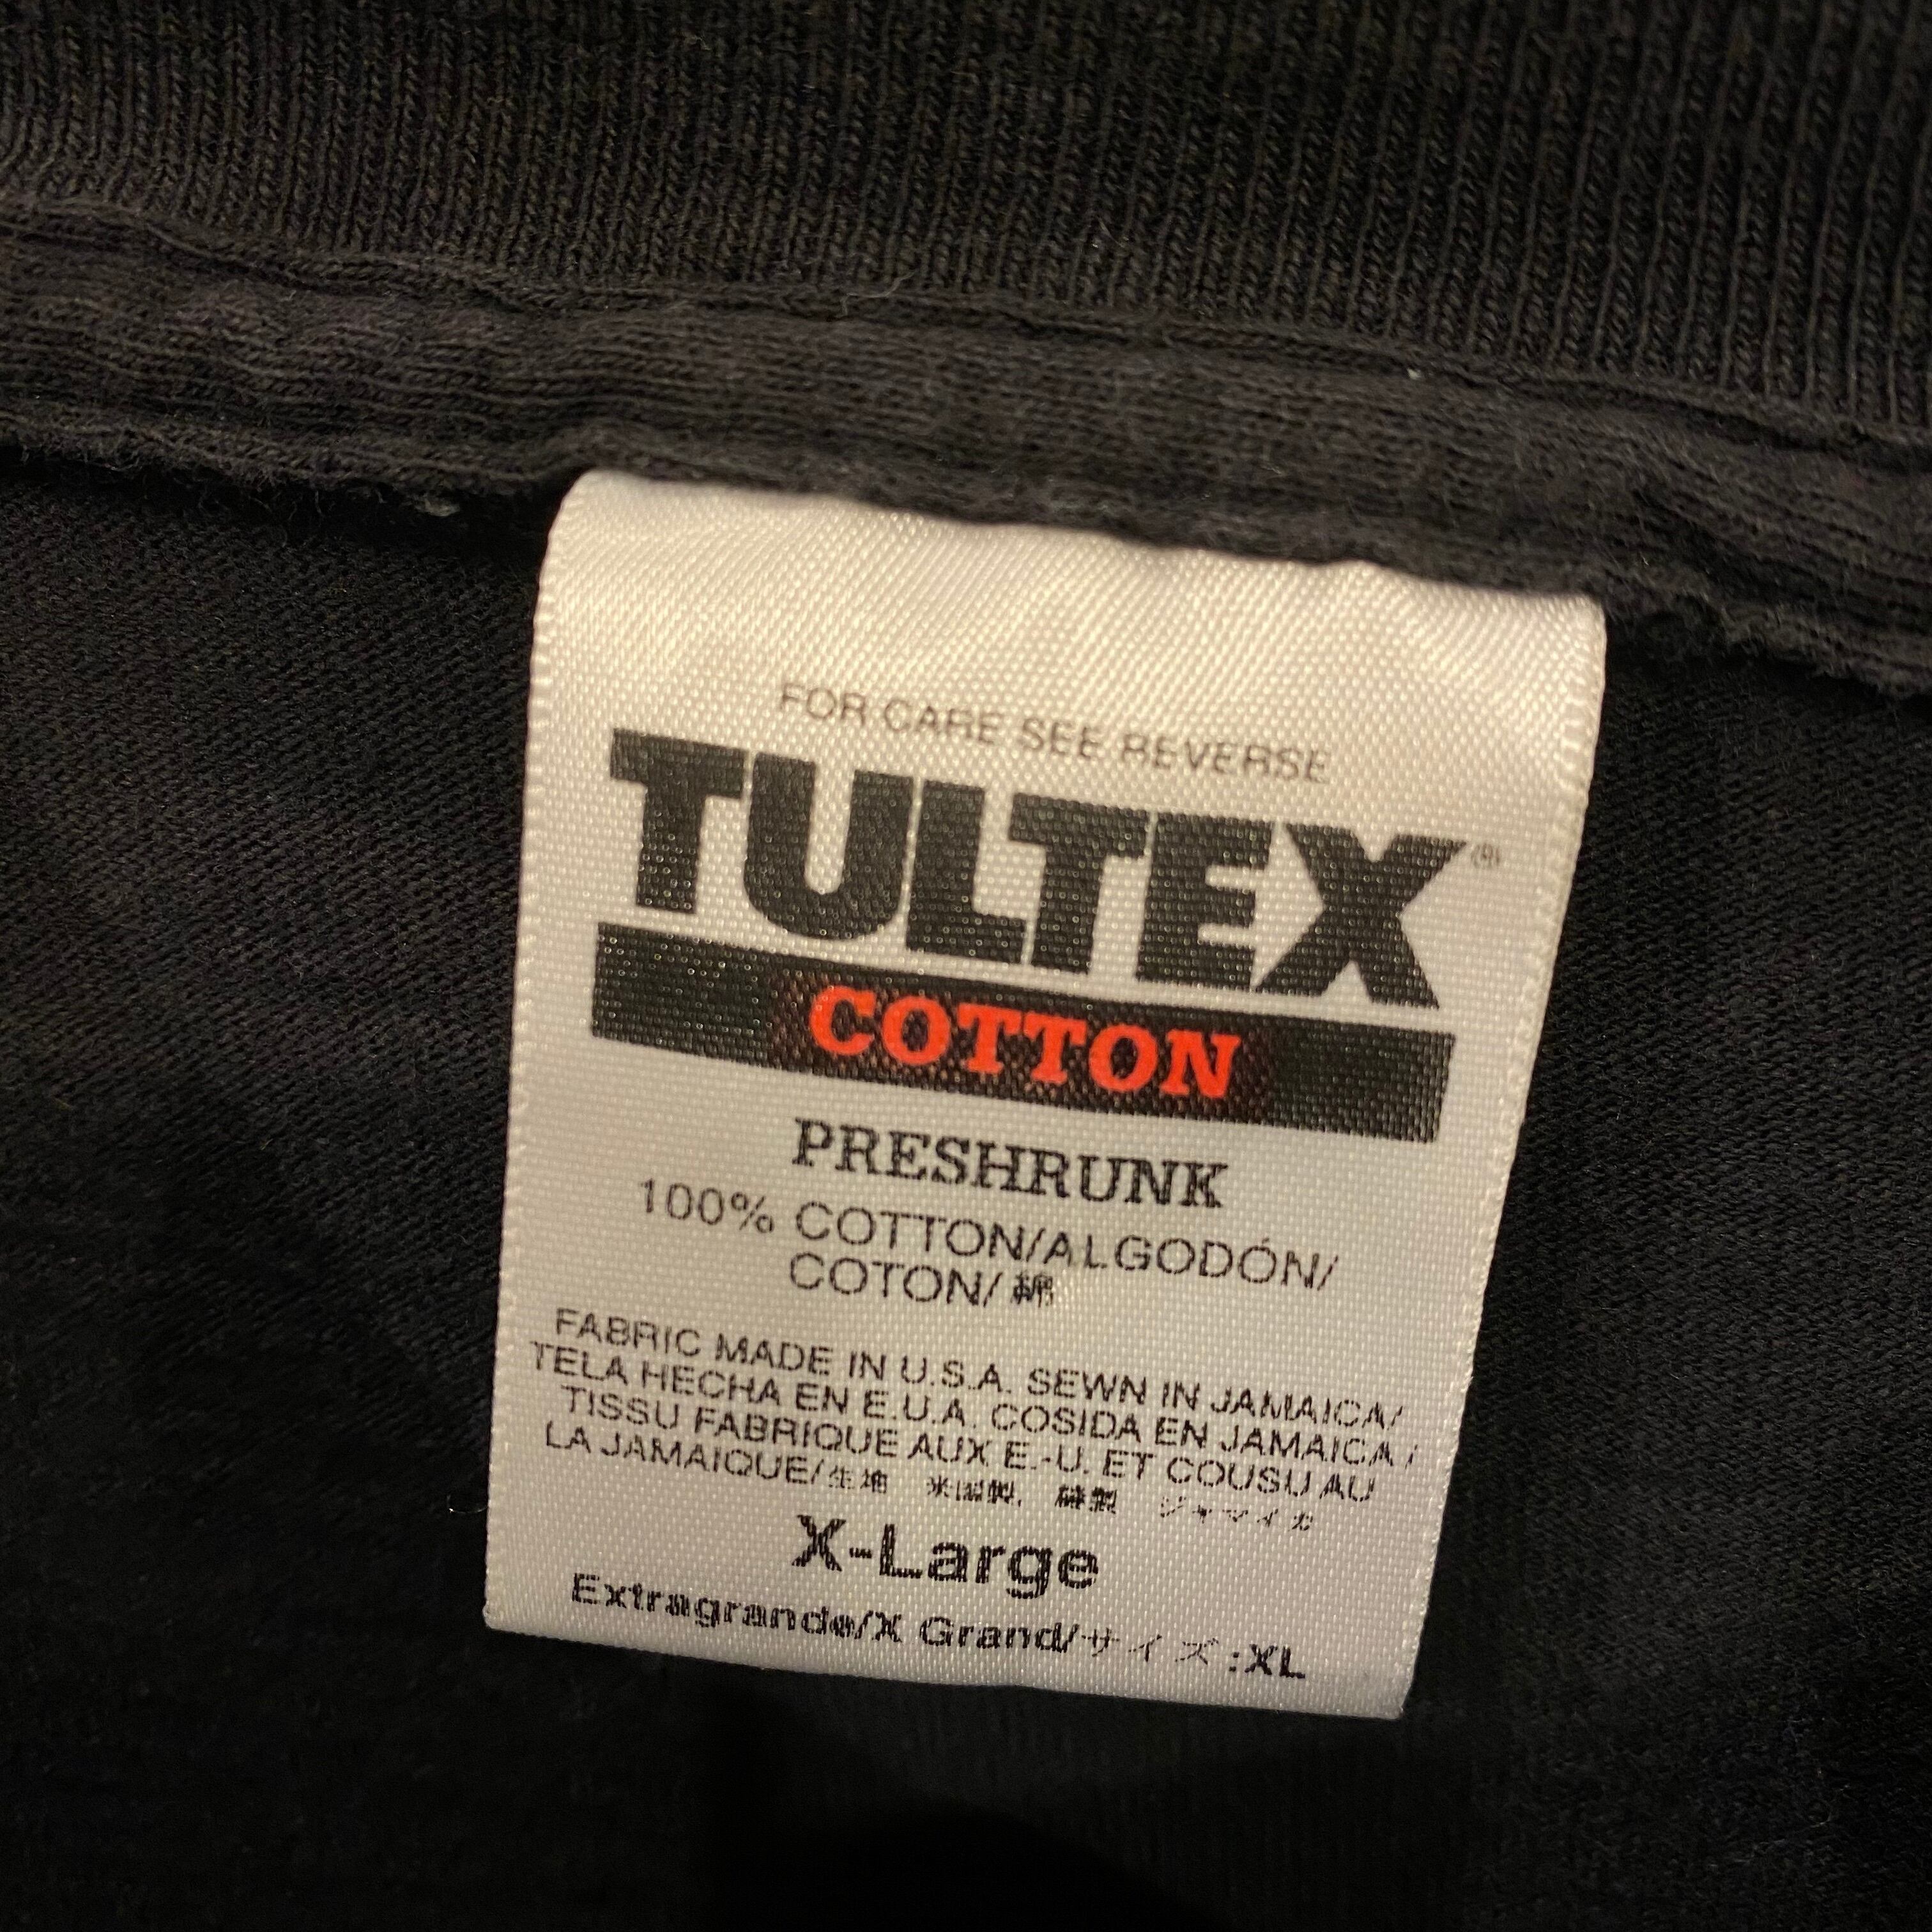 FOR CARE SEE REVERSE
TULTEX®
COTTON
PRESHRUNK
100% COTTON/ALGODÓN/
COTON/綿
FABRIC MADE IN U.S.A. SEWN IN JAMAICA/
TELA HECHA EN E.U.A. COSIDA EN JAMAICA/
TISSU FABRIQUE AUX E.-U. ET COUSU AU
LA JAMAIQUE/生地 米国製, 縫製 ジャマイカ
X-Large
Extragrande/X Grand/サイズ:XL